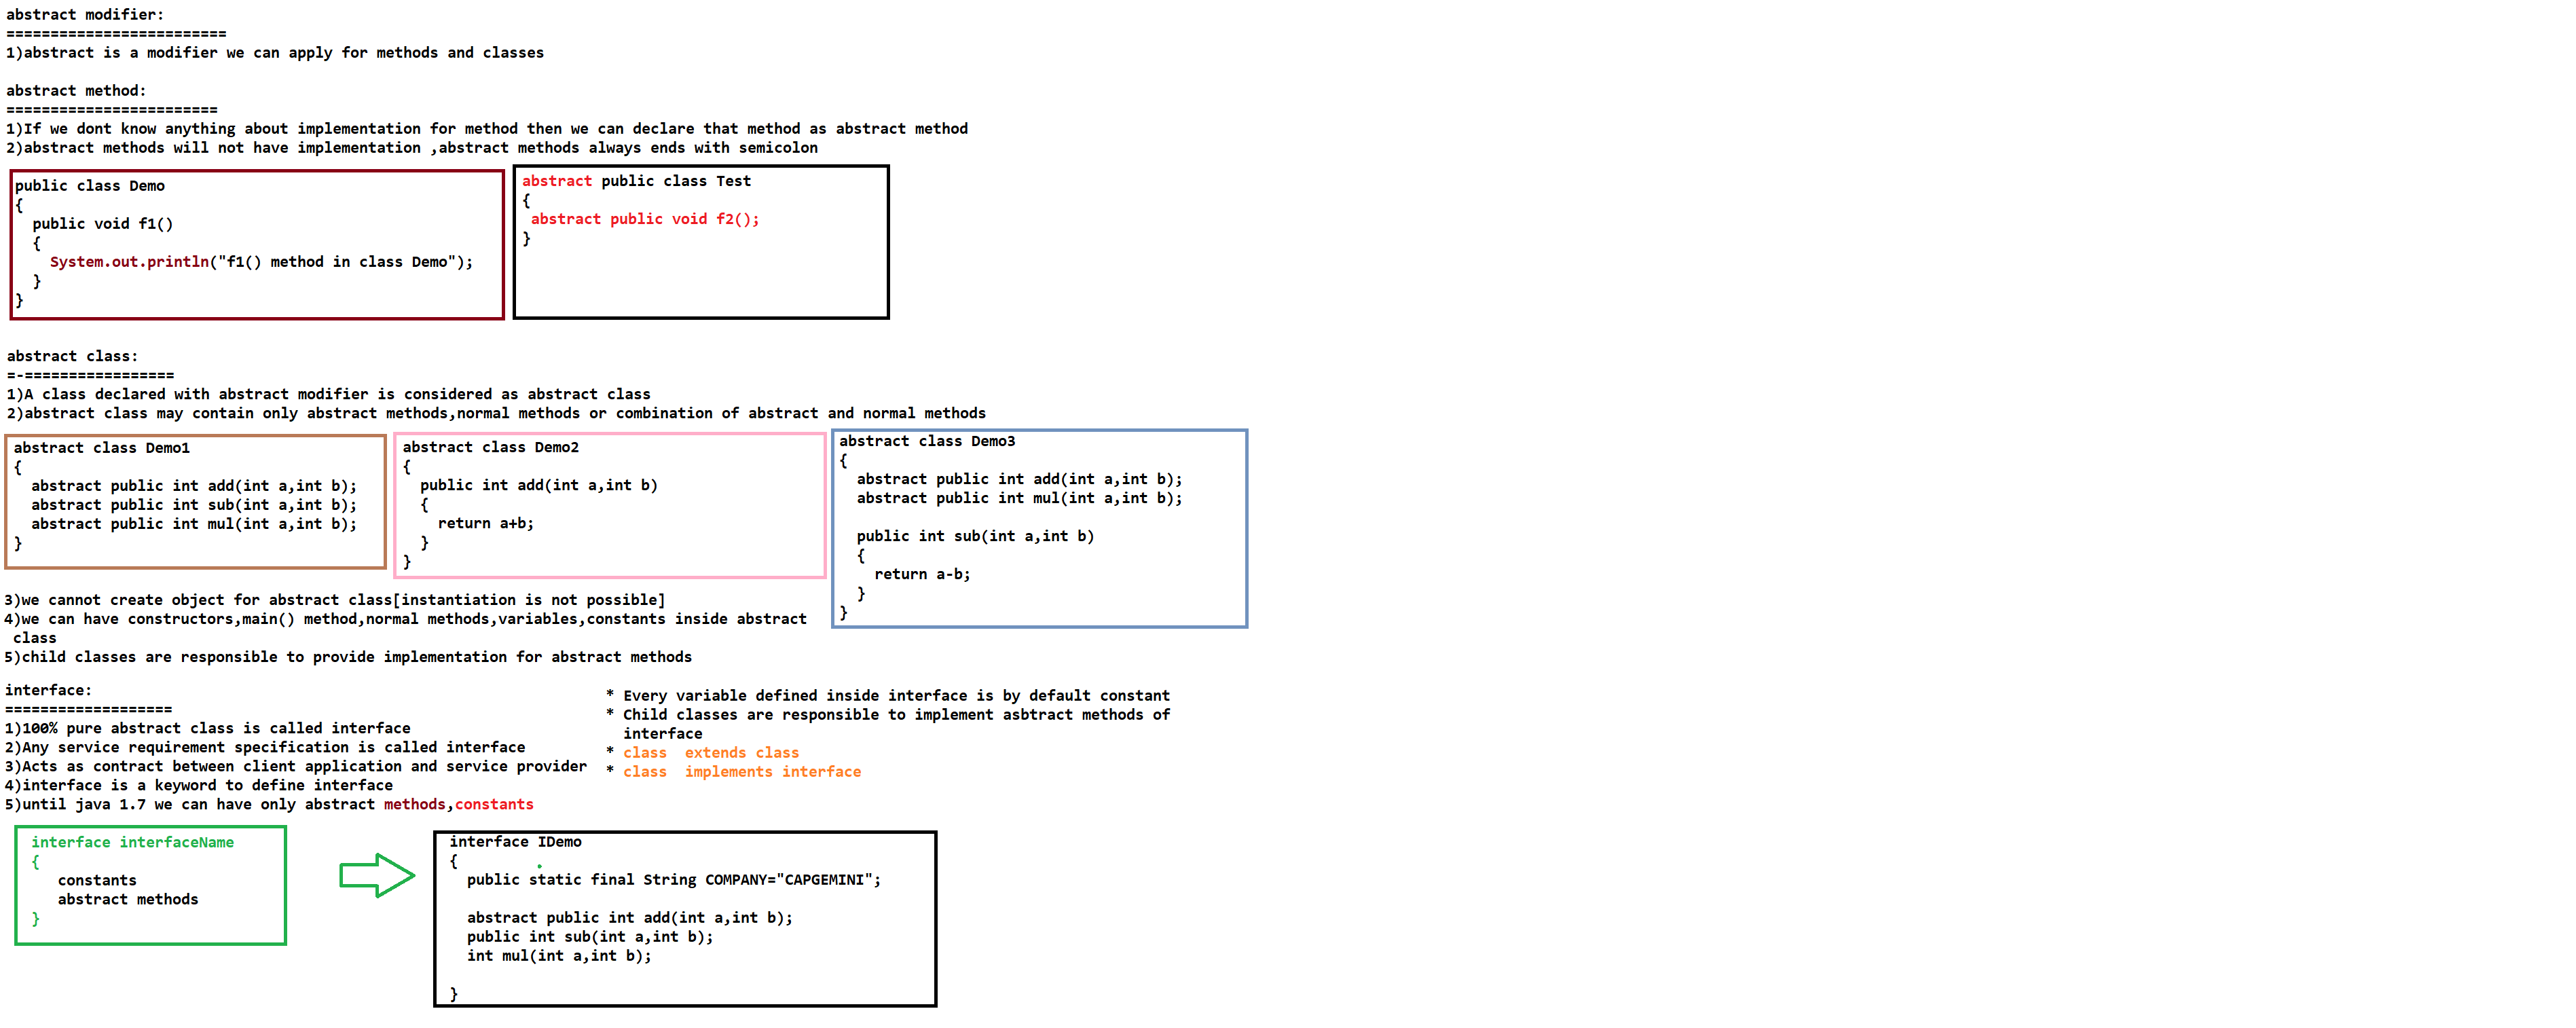 abstract modifier:
=========================
1)abstract is a modifier we can apply for methods and classes
abstract method:
========================
1)If we dont know anything about implementation for method then we can declare that method as abstract method
2)abstract methods will not have implementation ,abstract methods always ends with semicolon
public class Demo
{
public void f1()
{
System.out.println("f1() method in class Demo");
}
}
abstract public class Test
{
abstract public void f2();
}
abstract class:
=-=================
1)A class declared with abstract modifier is considered as abstract class
2)abstract class may contain only abstract methods,normal methods or combination of abstract and normal methods
abstract class Demo1
{
abstract public int add(int a,int b);
abstract public int sub(int a,int b);
abstract public int mul(int a,int b);
}
abstract class Demo2
{
public int add(int a,int b)
{
return a+b;
}
}
abstract class Demo3
{
abstract public int add(int a,int b);
abstract public int mul(int a,int b);
public int sub(int a,int b)
{
return a-b;
}
}
3)we cannot create object for abstract class[instantiation is not possible]
4)we can have constructors,main() method,normal methods,variables,constants inside abstract
class
5)child classes are responsible to provide implementation for abstract methods
interface:
===================
1)100% pure abstract class is called interface
2)Any service requirement specification is called interface
3)Acts as contract between client application and service provider
4)interface is a keyword to define interface
5)until java 1.7 we can have only abstract methods,constants
* Every variable defined inside interface is by default constant
* Child classes are responsible to implement asbtract methods of
interface
* class  extends class
* class  implements interface
interface interfaceName
{
constants
abstract methods
}
interface IDemo
{
public static final String COMPANY="CAPGEMINI";
abstract public int add(int a,int b);
public int sub(int a,int b);
int mul(int a,int b);
}